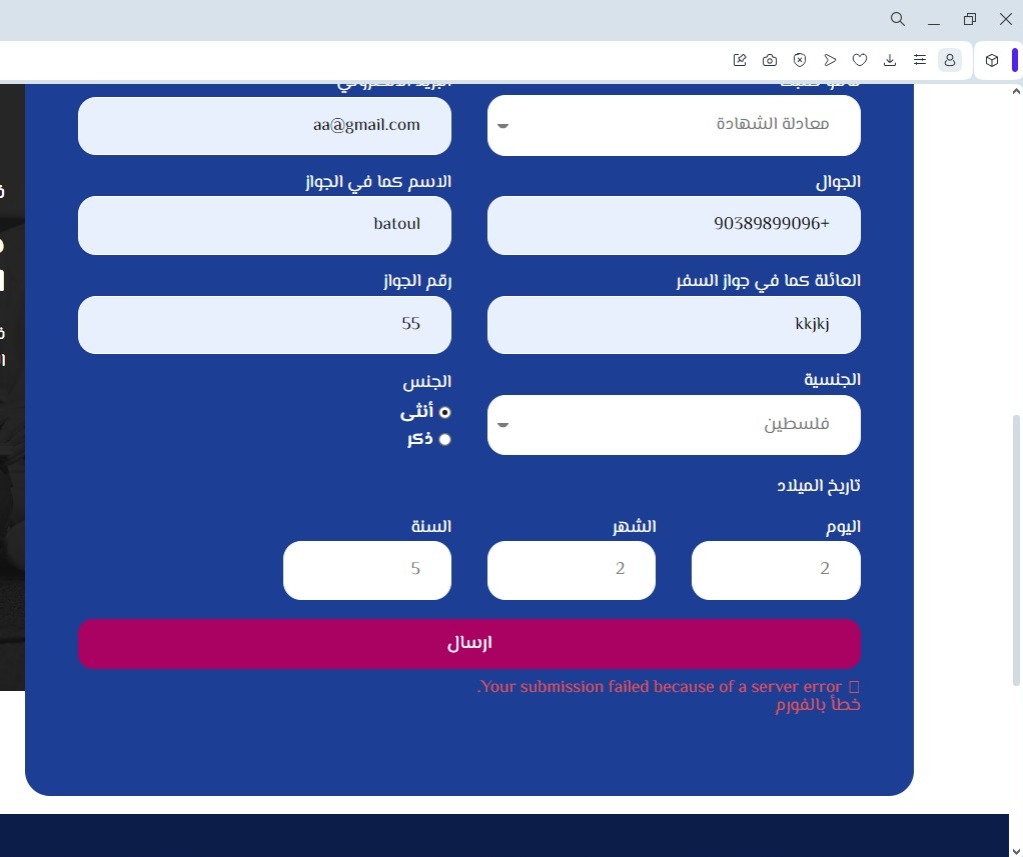 معادلة الشهادة
aa@gmail.com
الجوال
الاسم كما في الجواز
90389899096+
batoul
العائلة كما في جواز السفر
رقم الجواز
kkjkj
55
الجنسية
الجنس
فلسطين
أنثى
ذكر
تاريخ الميلاد
اليوم
الشهر
السنة
2
2
5
ارسال
Your submission failed because of a server error.
خطأ بالفورم